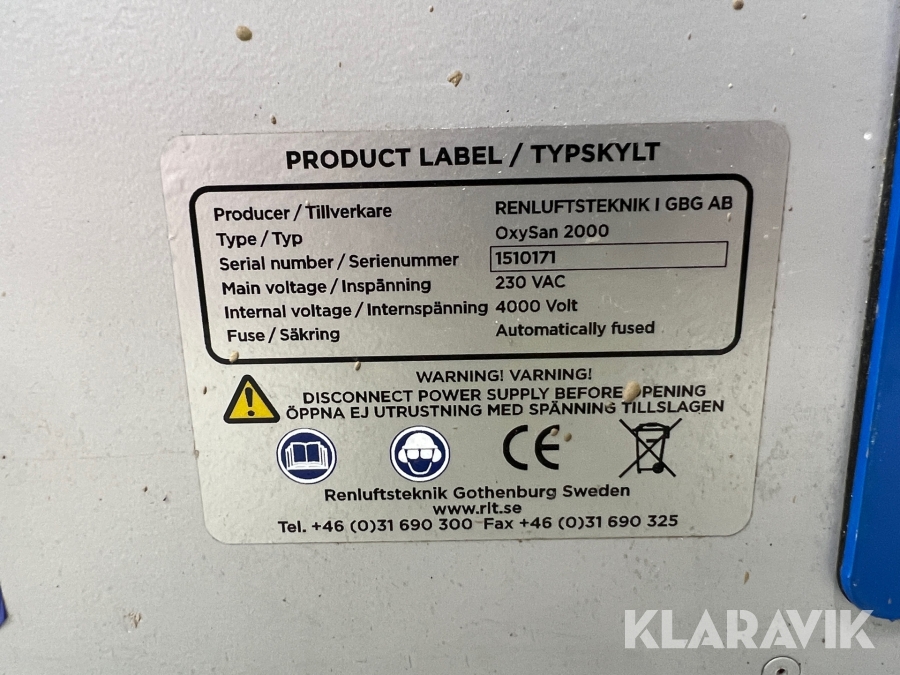 PRODUCT LABEL / TYPSKYLT
Producer / Tillverkare RENLUFTSTEKNIK I GBG AB
Type / Typ OxySan 2000
Serial number / Serienummer 1510171
Main voltage / Inspänning 230 VAC
Internal voltage / Internspänning 4000 Volt
Fuse / Säkring Automatically fused
WARNING! VARNING!
DISCONNECT POWER SUPPLY BEFORE OPENING
ÖPPNA EJ UTRUSTNING MED SPÄNNING TILLSLAGEN
CE
Renluftsteknik Gothenburg Sweden
www.rlt.se
Tel. +46 (0)31 690 300 Fax +46 (0)31 690 325
KLARAVIK